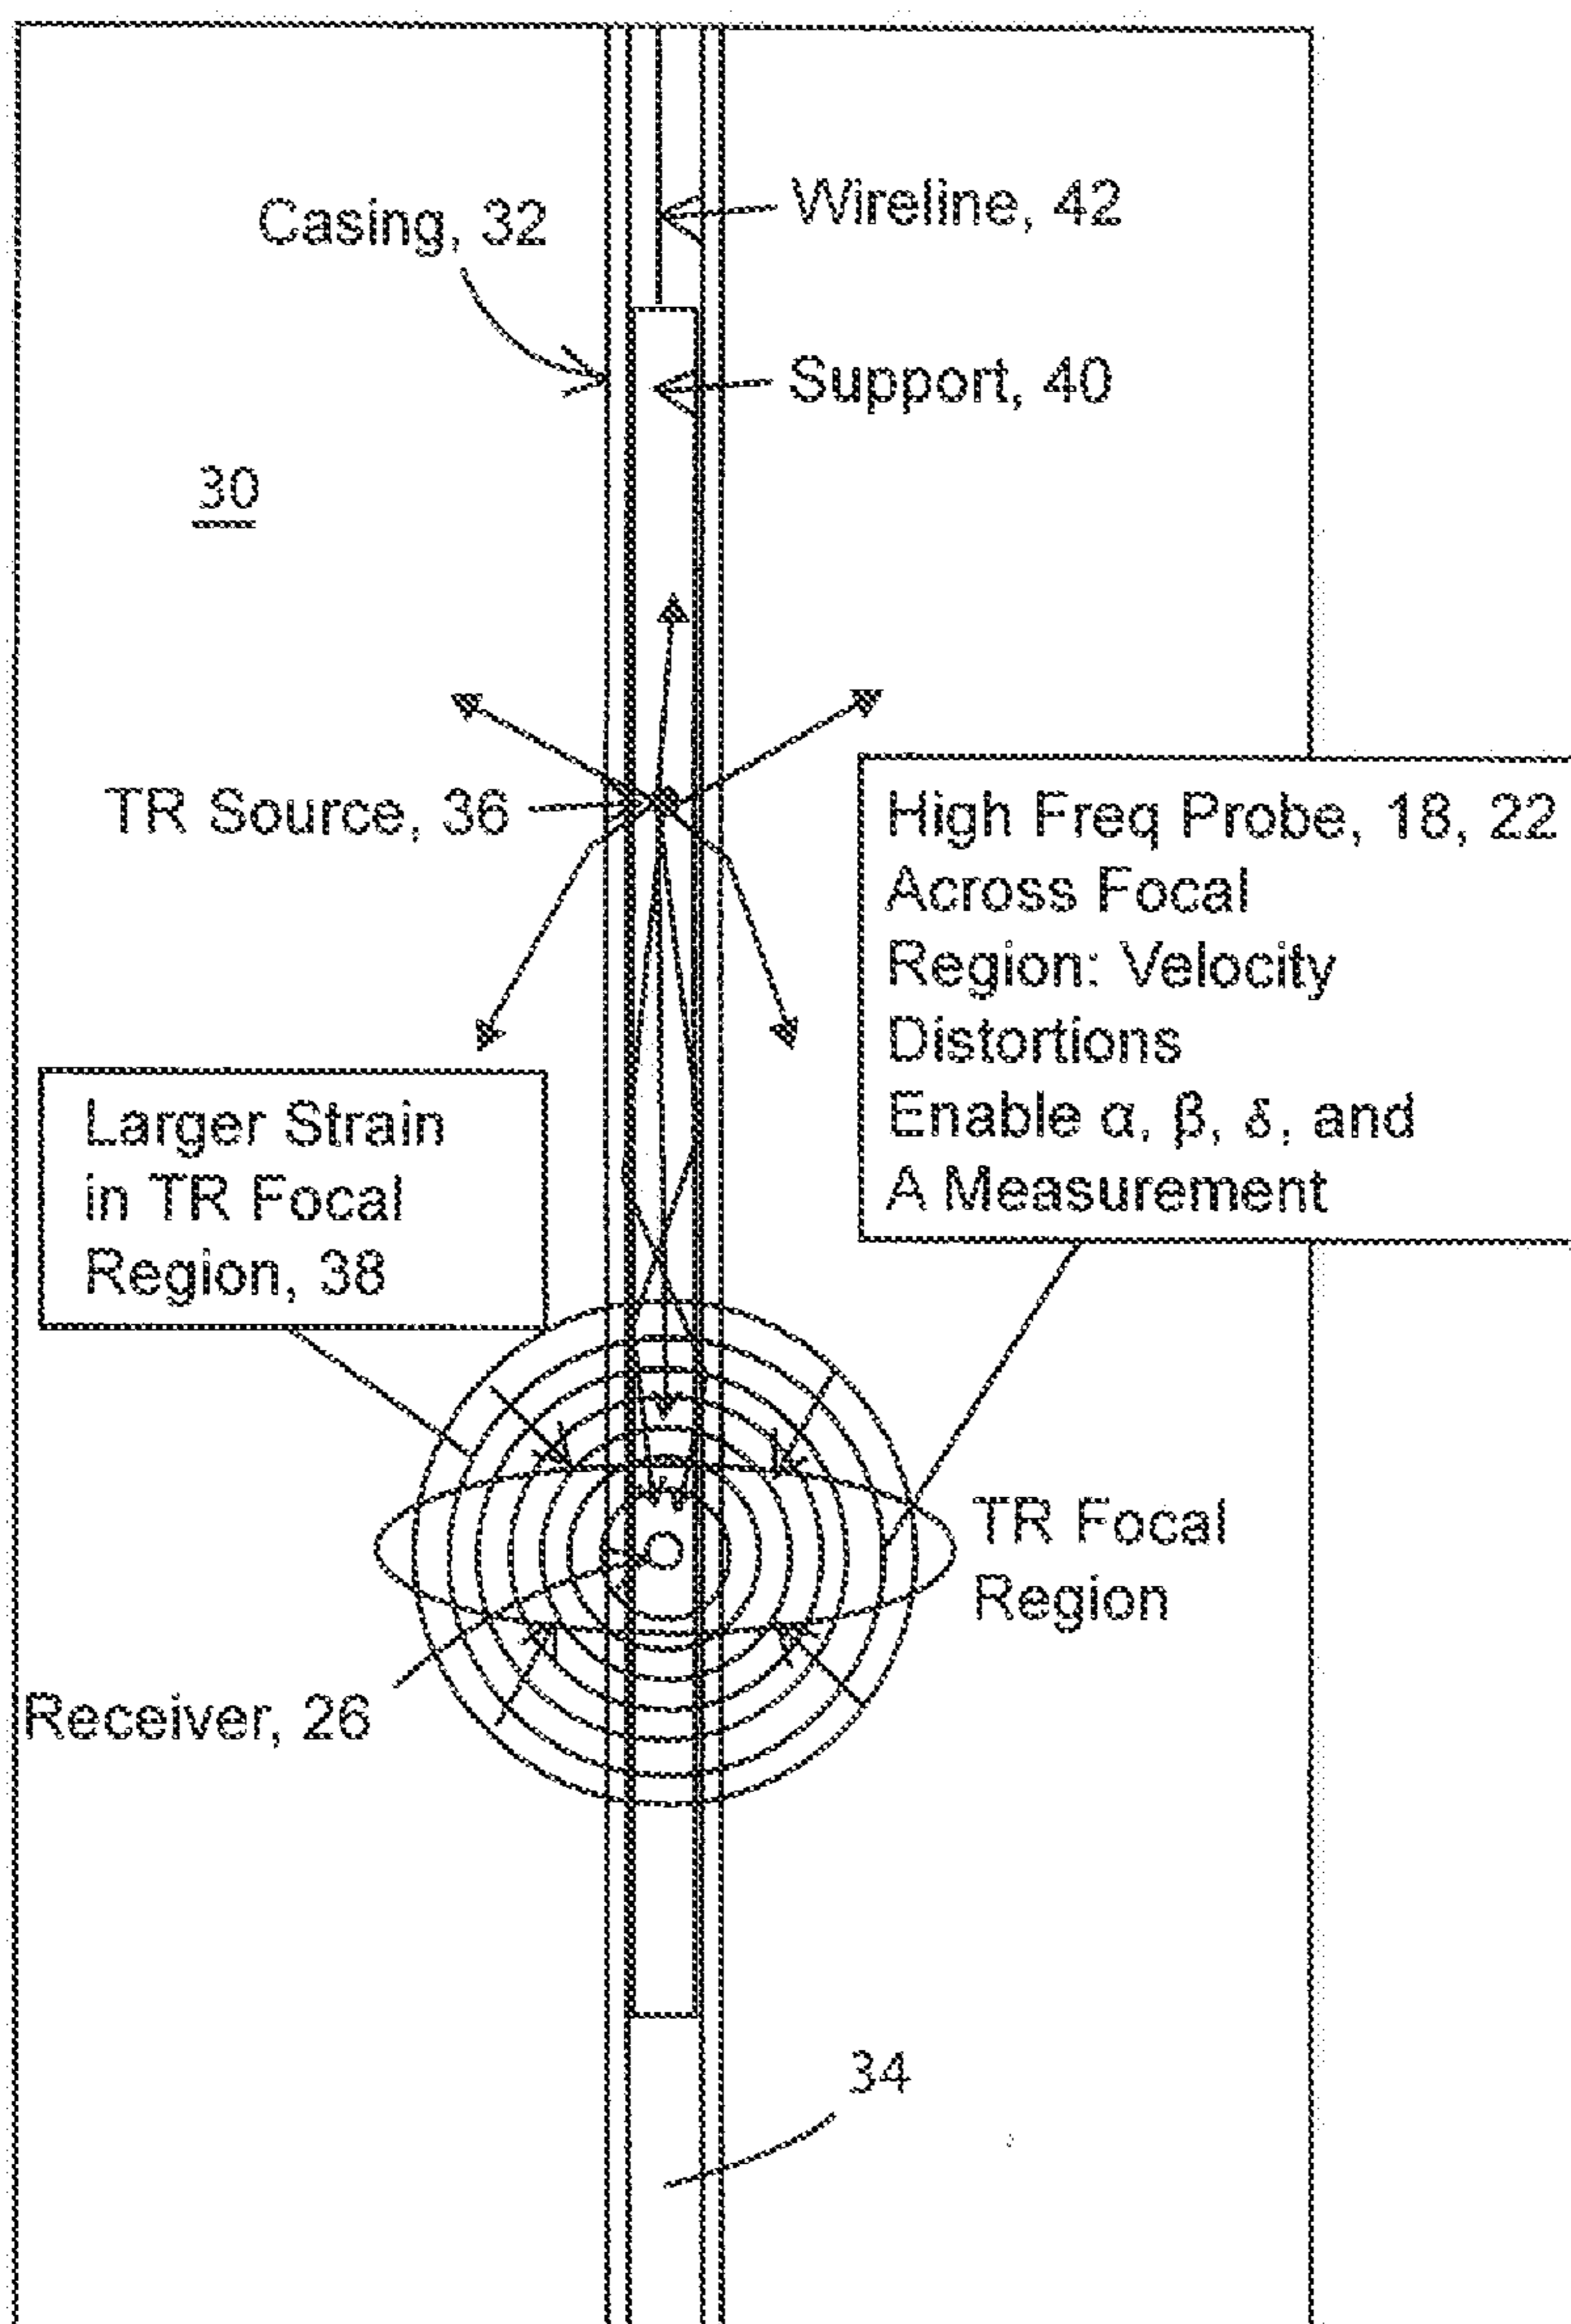 Wireline, 42
Casing, 32
Support, 40
30
TR Source, 36
High Freq Probe, 18, 22
Across Focal
Region: Velocity
Distortions
Enable α, β, δ, and
A Measurement
Larger Strain
in TR Focal
Region, 38
TR Focal
Region
Receiver, 26
34